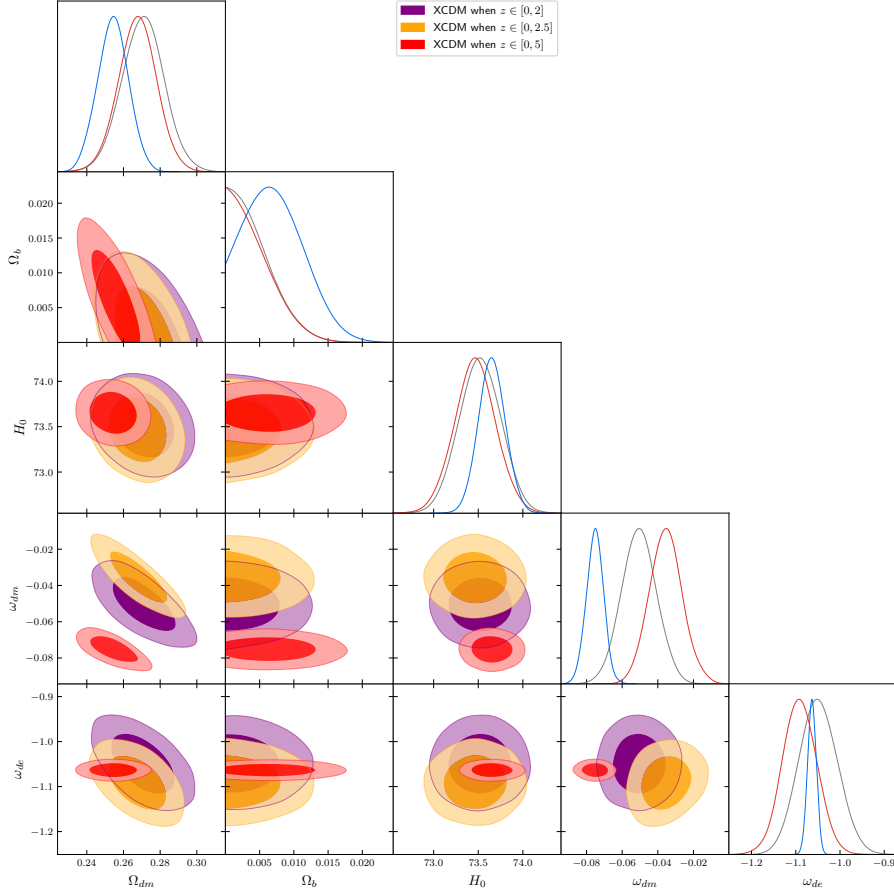 XCDM when z ∈ [0, 2]
XCDM when z ∈ [0, 2.5]
XCDM when z ∈ [0, 5]
0.020
0.015
0.010
0.005
Ω_b
74.0
73.5
73.0
H_0
−0.02
−0.04
−0.06
−0.08
ω_dm
−0.9
−1.0
−1.1
−1.2
ω_de
0.24 0.26 0.28 0.30
0.005 0.010 0.015 0.020
73.0 73.5 74.0
−0.08 −0.06 −0.04 −0.02
−1.2 −1.1 −1.0 −0.9
Ω_dm Ω_b H_0 ω_dm ω_de